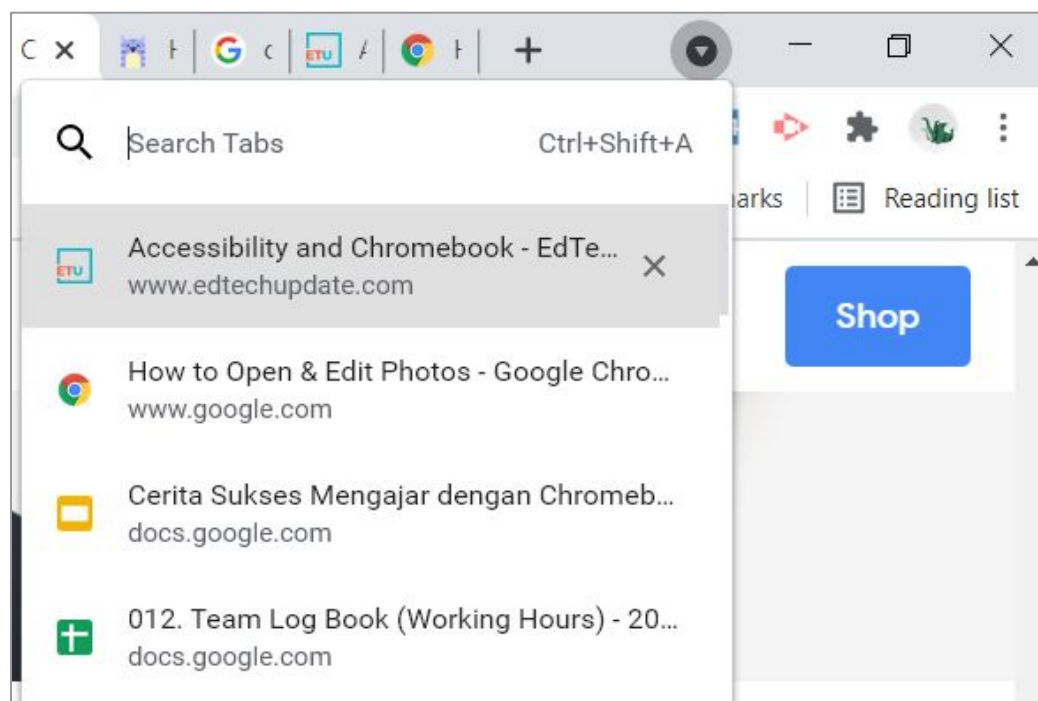 Search Tabs Ctrl+Shift+A
arks Reading list
Accessibility and Chromebook - EdTe...
www.edtechupdate.com
ETU
Shop
How to Open & Edit Photos - Google Chro...
www.google.com
Cerita Sukses Mengajar dengan Chromeb...
docs.google.com
012. Team Log Book (Working Hours) - 20...
docs.google.com